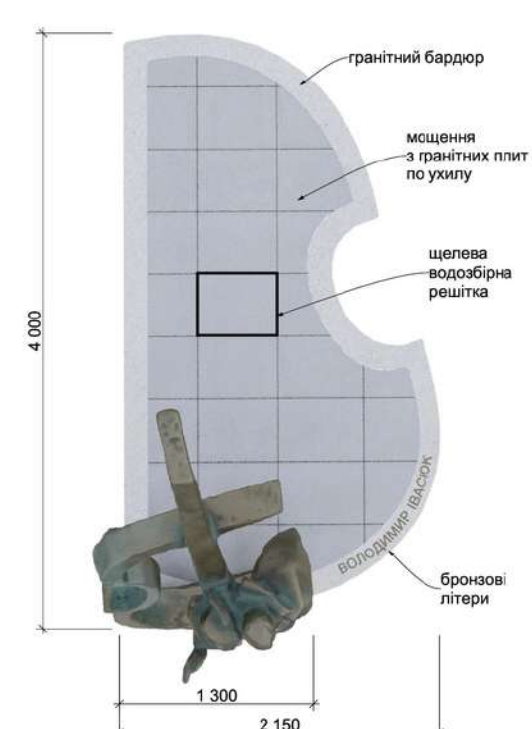 гранітний бардюр
мощення
з гранітних плит
по ухилу
щелева
водозбірна
решітка
4 000
ВОЛОДИМИР ІВАСЮК
бронзові
літери
1 300
2 150